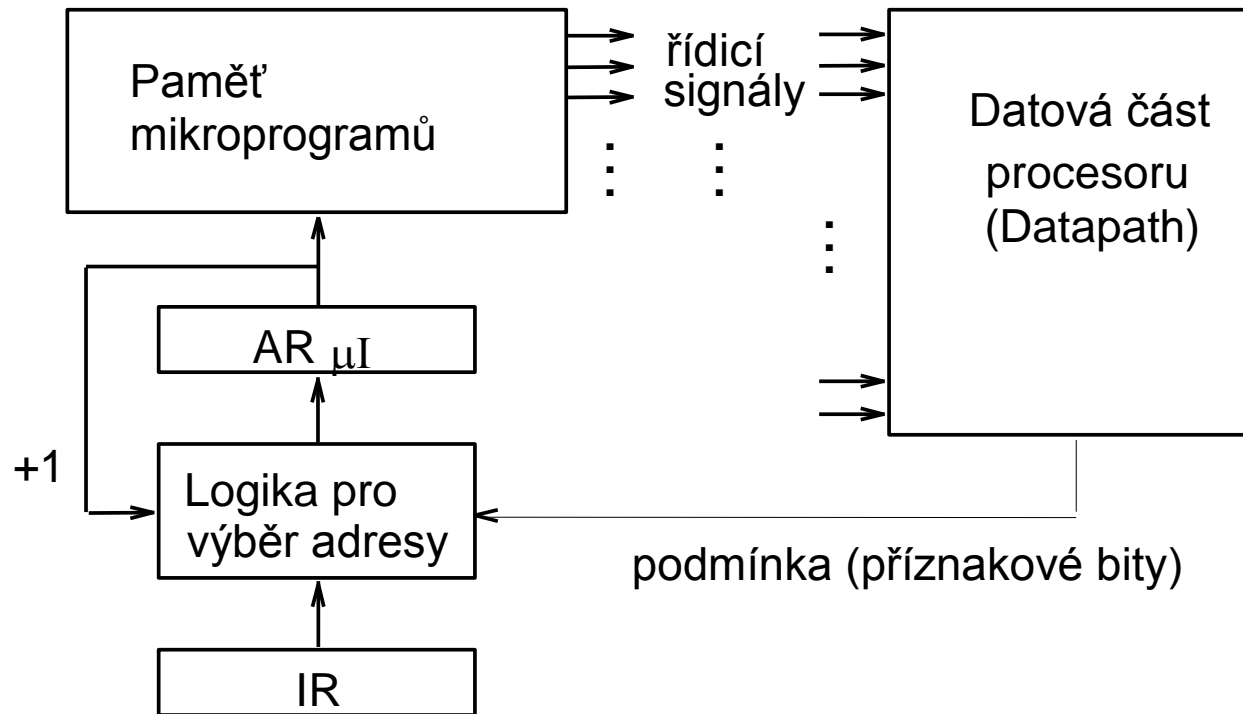 Paměť
mikroprogramů
řídicí
signály
Datová část
procesoru
(Datapath)
AR μI
+1
Logika pro
výběr adresy
podmínka (příznakové bity)
IR